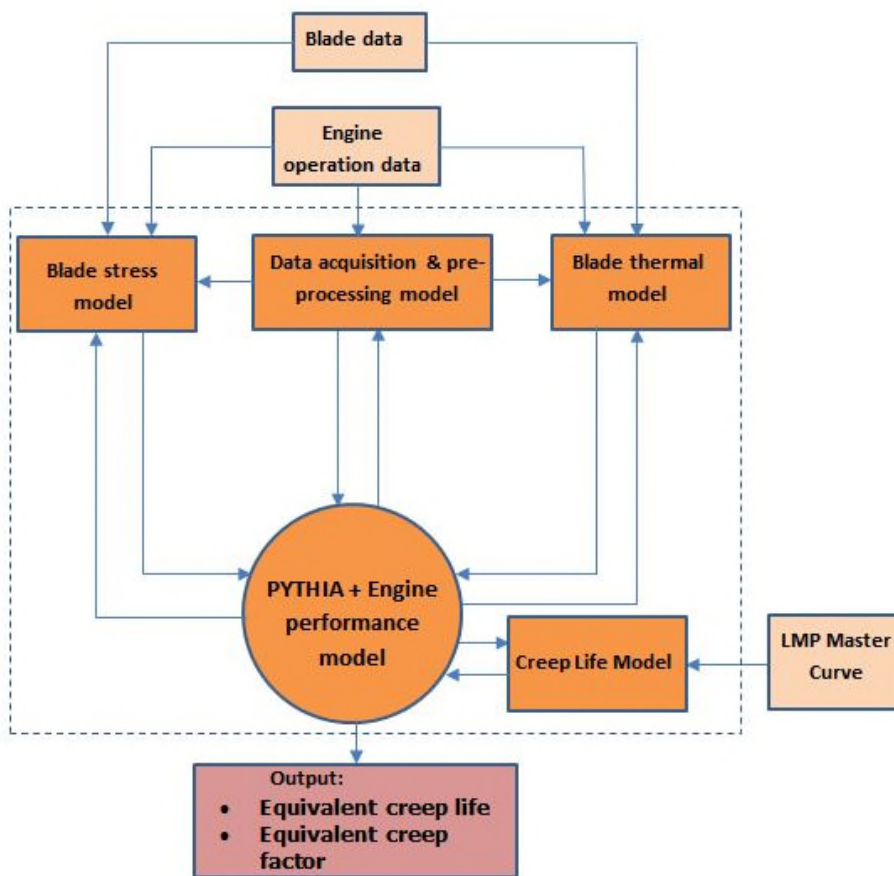 Blade data
Engine
operation data
Blade stress
model
Data acquisition & pre-
processing model
Blade thermal
model
PYTHIA + Engine
performance
model
Creep Life Model
LMP Master
Curve
Output:
• Equivalent creep life
• Equivalent creep
factor